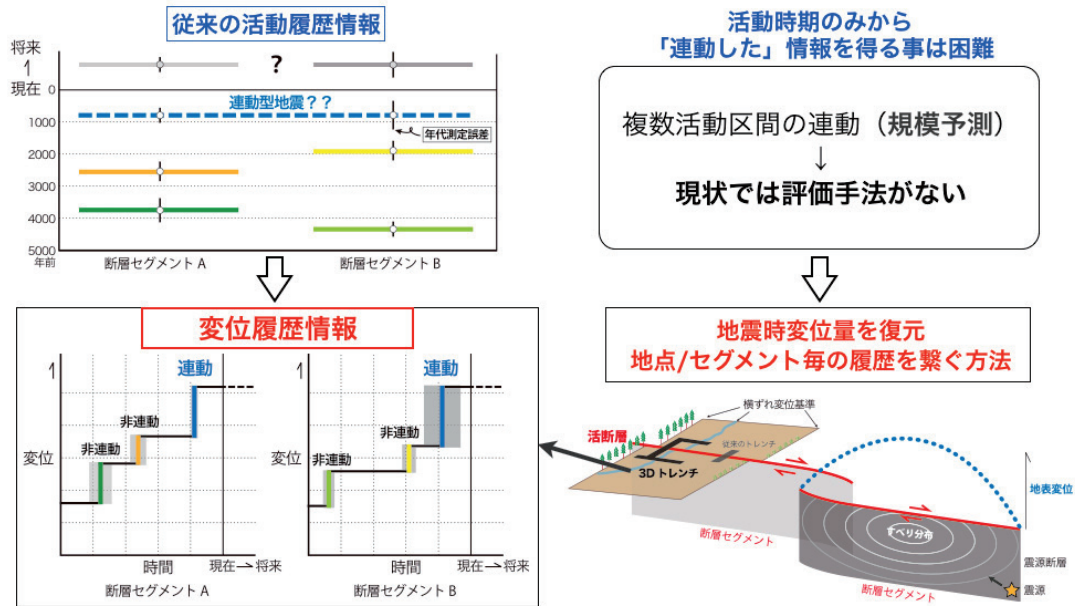 従来の活動履歴情報
将来
↑
現在
0
1000
2000
3000
4000
5000
年前
?
連動型地震??
年代測定誤差
断層セグメント A
断層セグメント B
活動時期のみから
「連動した」情報を得る事は困難
複数活動区間の連動（規模予測）
↓
現状では評価手法がない
変位履歴情報
変位
↑
非連動
非連動
連動
時間
現在→将来
断層セグメント A
変位
↑
非連動
非連動
連動
時間
現在→将来
断層セグメント B
地震時変位量を復元
地点/セグメント毎の履歴を繋ぐ方法
横ずれ変位基準
活断層
従来のトレンチ
3D トレンチ
断層セグメント
すべり分布
地表変位
震源断層
震源
断層セグメント